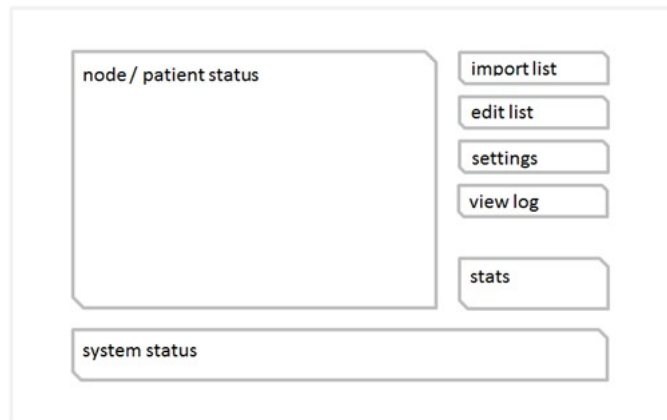 node / patient status
import list
edit list
settings
view log
stats
system status